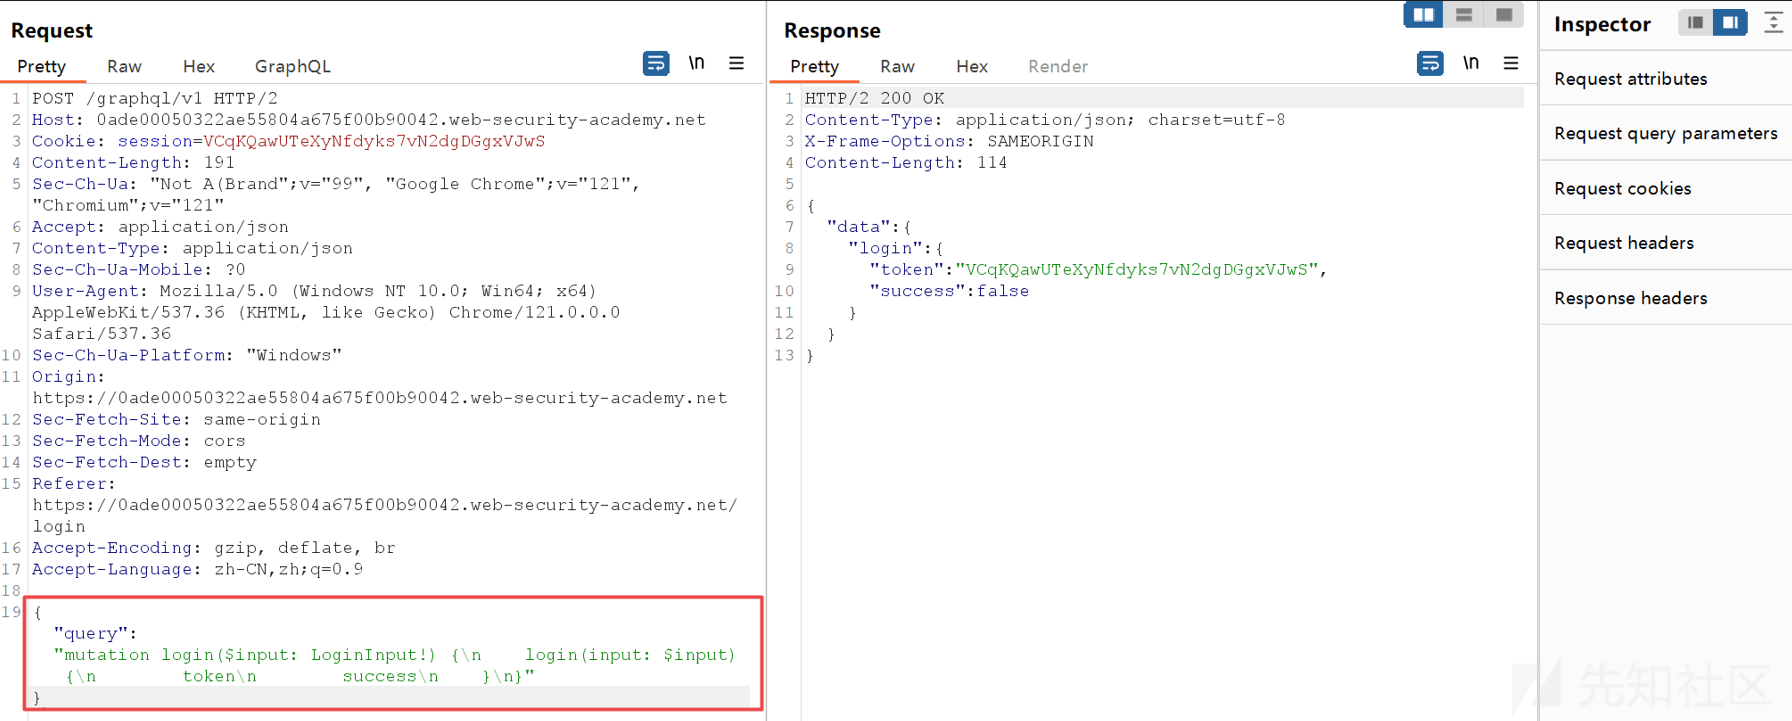 Request
Pretty Raw Hex GraphQL \n
1 POST /graphql/v1 HTTP/2
2 Host: 0ade00050322ae55804a675f00b90042.web-security-academy.net
3 Cookie: session=VCqKQawUTeXyNfdyks7vN2dgDGgxVJwS
4 Content-Length: 191
5 Sec-Ch-Ua: "Not A(Brand";v="99", "Google Chrome";v="121",
"Chromium";v="121"
6 Accept: application/json
7 Content-Type: application/json
8 Sec-Ch-Ua-Mobile: ?0
9 User-Agent: Mozilla/5.0 (Windows NT 10.0; Win64; x64)
AppleWebKit/537.36 (KHTML, like Gecko) Chrome/121.0.0.0
Safari/537.36
10 Sec-Ch-Ua-Platform: "Windows"
11 Origin:
https://0ade00050322ae55804a675f00b90042.web-security-academy.net
12 Sec-Fetch-Site: same-origin
13 Sec-Fetch-Mode: cors
14 Sec-Fetch-Dest: empty
15 Referer:
https://0ade00050322ae55804a675f00b90042.web-security-academy.net/
login
16 Accept-Encoding: gzip, deflate, br
17 Accept-Language: zh-CN,zh;q=0.9
18
19 {
"query":
"mutation login($input: LoginInput!) {\n    login(input: $input)
{\n        token\n        success\n    }\n}"
}
Response
Pretty Raw Hex Render \n
1 HTTP/2 200 OK
2 Content-Type: application/json; charset=utf-8
3 X-Frame-Options: SAMEORIGIN
4 Content-Length: 114
5
6 {
7 "data":{
8 "login":{
9 "token":"VCqKQawUTeXyNfdyks7vN2dgDGgxVJwS",
10 "success":false
11 }
12 }
13 }
Inspector
Request attributes
Request query parameters
Request cookies
Request headers
Response headers
先知社区